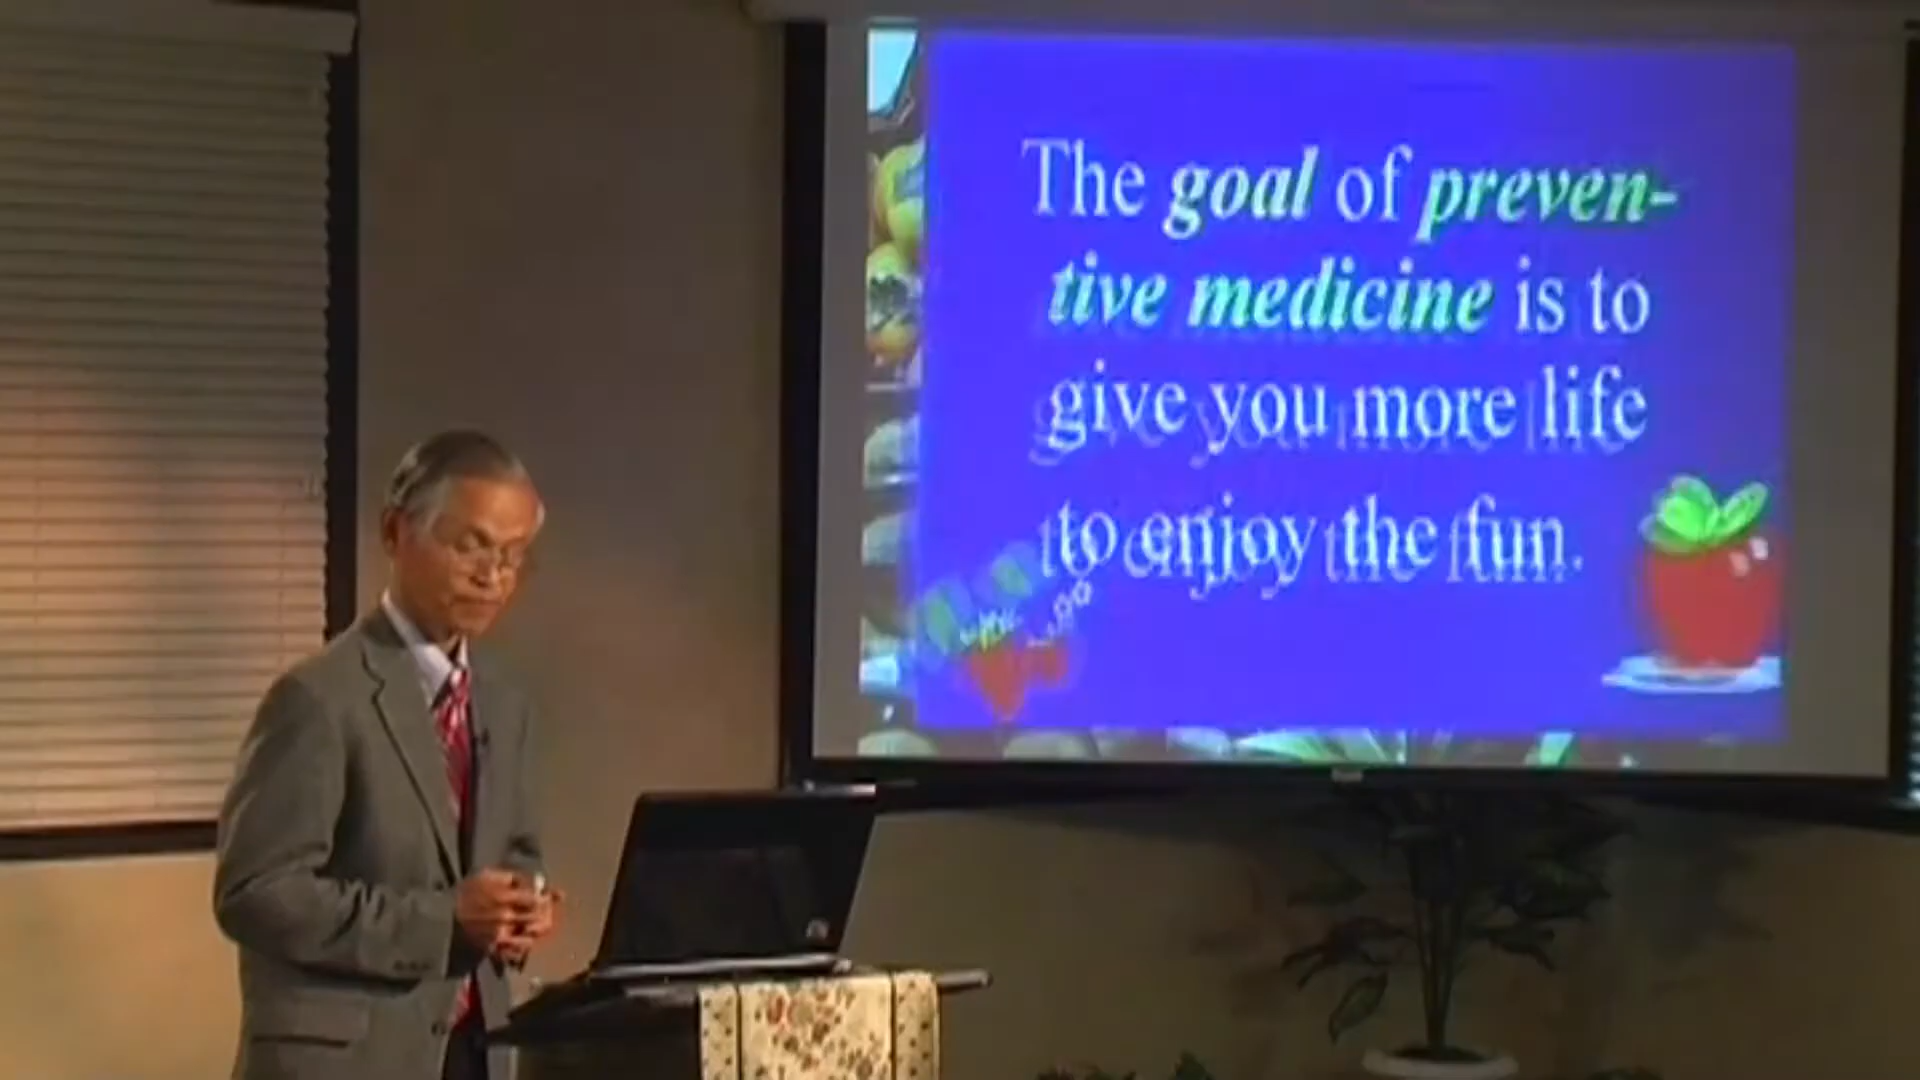 The goal of preven-
tive medicine is to
give you more life
to enjoy the fun.